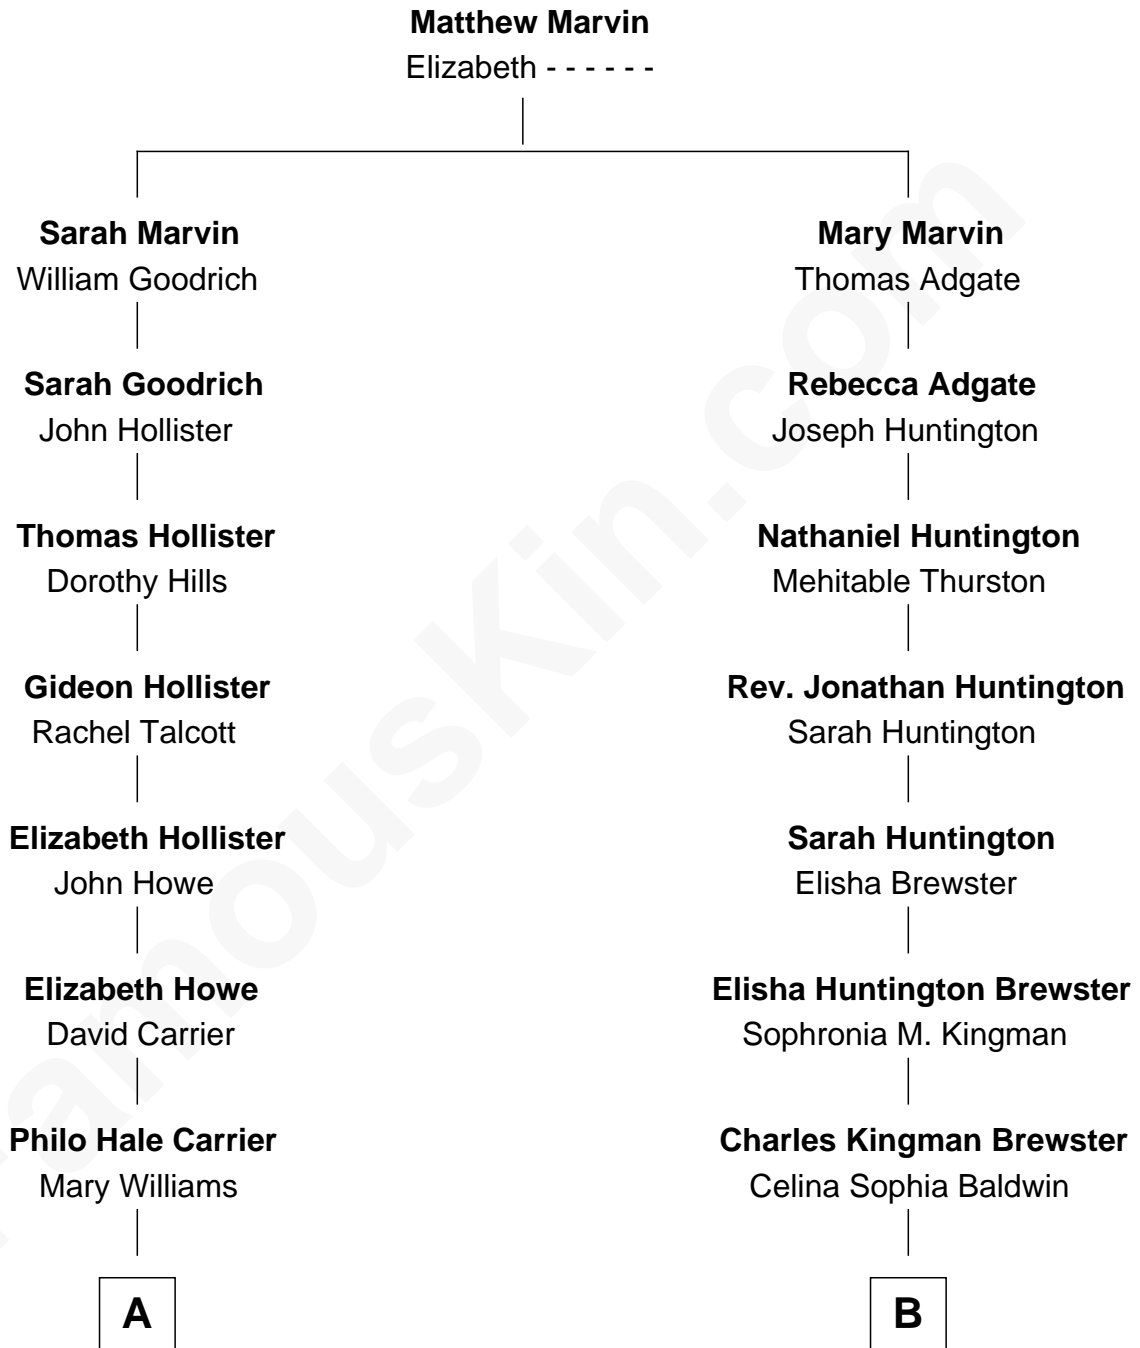 Matthew Marvin
Elizabeth - - - - - -
Sarah Marvin
William Goodrich
Mary Marvin
Thomas Adgate
Sarah Goodrich
John Hollister
Rebecca Adgate
Joseph Huntington
Thomas Hollister
Dorothy Hills
Nathaniel Huntington
Mehitable Thurston
Gideon Hollister
Rachel Talcott
Rev. Jonathan Huntington
Sarah Huntington
Elizabeth Hollister
John Howe
Sarah Huntington
Elisha Brewster
Elizabeth Howe
David Carrier
Elisha Huntington Brewster
Sophronia M. Kingman
Philo Hale Carrier
Mary Williams
Charles Kingman Brewster
Celina Sophia Baldwin
A
B
FamousKin.com